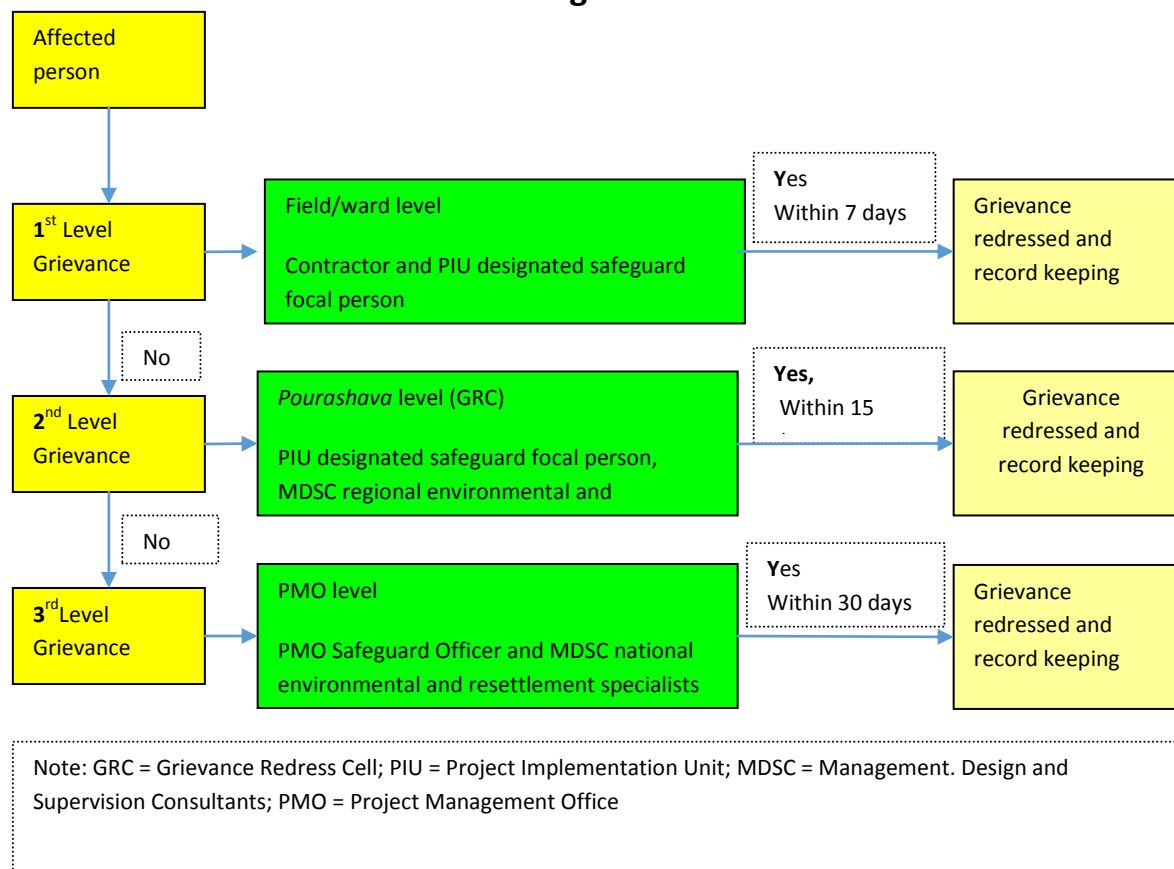 Affected
person
1st Level
Grievance
Field/ward level
Contractor and PIU designated safeguard
focal person
Yes
Within 7 days
Grievance
redressed and
record keeping
No
2nd Level
Grievance
Pourashava level (GRC)
PIU designated safeguard focal person,
MDSC regional environmental and
Yes,
Within 15
Grievance
redressed and
record keeping
No
3rd Level
Grievance
PMO level
PMO Safeguard Officer and MDSC national
environmental and resettlement specialists
Yes
Within 30 days
Grievance
redressed and
record keeping
Note: GRC = Grievance Redress Cell; PIU = Project Implementation Unit; MDSC = Management. Design and
Supervision Consultants; PMO = Project Management Office